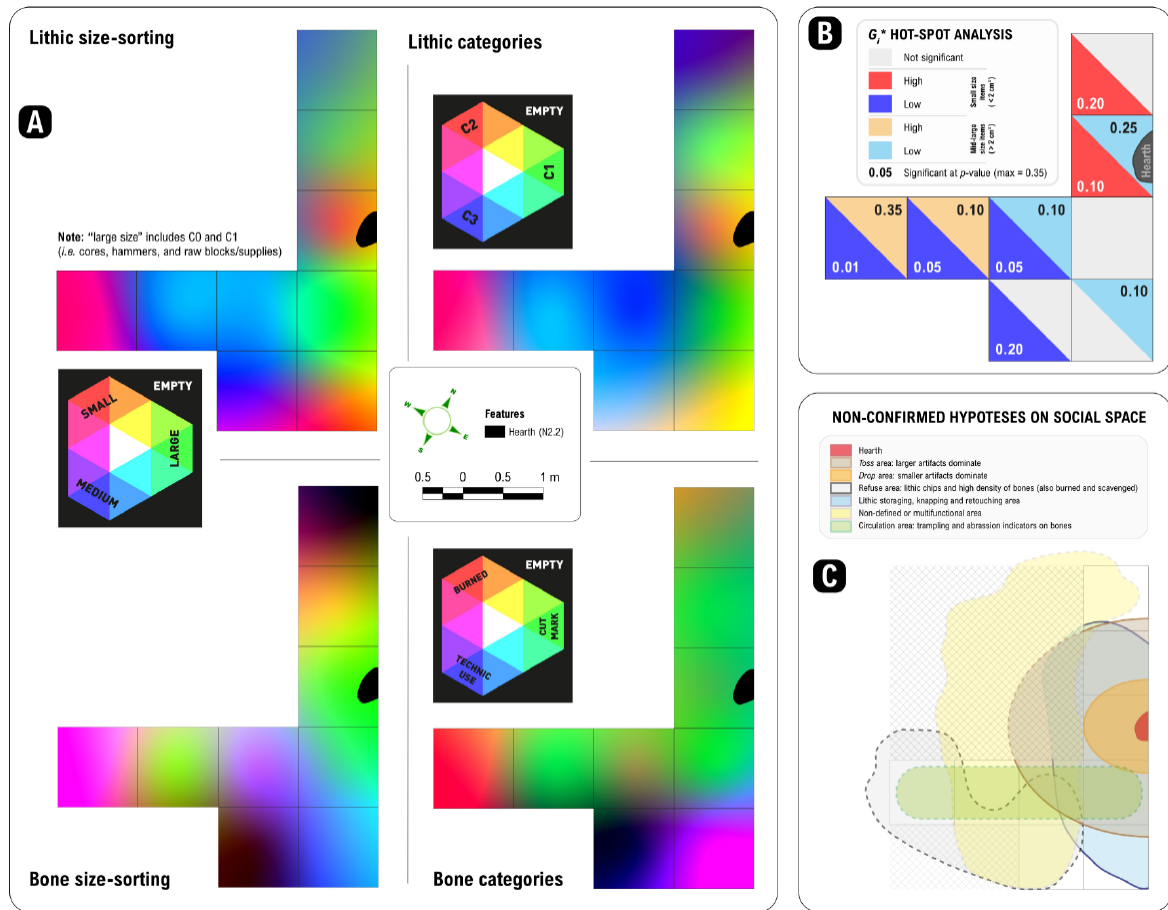 Lithic size-sorting
Lithic categories
A
EMPTY
C2
C1
C3
Note: "large size" includes C0 and C1
(i.e. cores, hammers, and raw blocks/supplies)
EMPTY
SMALL
LARGE
MEDIUM
N
W
E
S
Features
Hearth (N2.2)
0.5 0 0.5 1 m
EMPTY
BURNED
CUT
MARK
TECHNIC
USE
Bone size-sorting
Bone categories
B
Gi* HOT-SPOT ANALYSIS
Not significant
High
Low
Small size
items
( < 2 cm³)
High
Low
Mid-large
size items
( > 2 cm³)
0.05 Significant at p-value (max = 0.35)
0.20
0.25
Hearth
0.10
0.35
0.10
0.10
0.01
0.05
0.05
0.10
0.20
NON-CONFIRMED HYPOTESES ON SOCIAL SPACE
Hearth
Toss area: larger artifacts dominate
Drop area: smaller artifacts dominate
Refuse area: lithic chips and high density of bones (also burned and scavenged)
Lithic storaging, knapping and retouching area
Non-defined or multifunctional area
Circulation area: trampling and abrassion indicators on bones
C